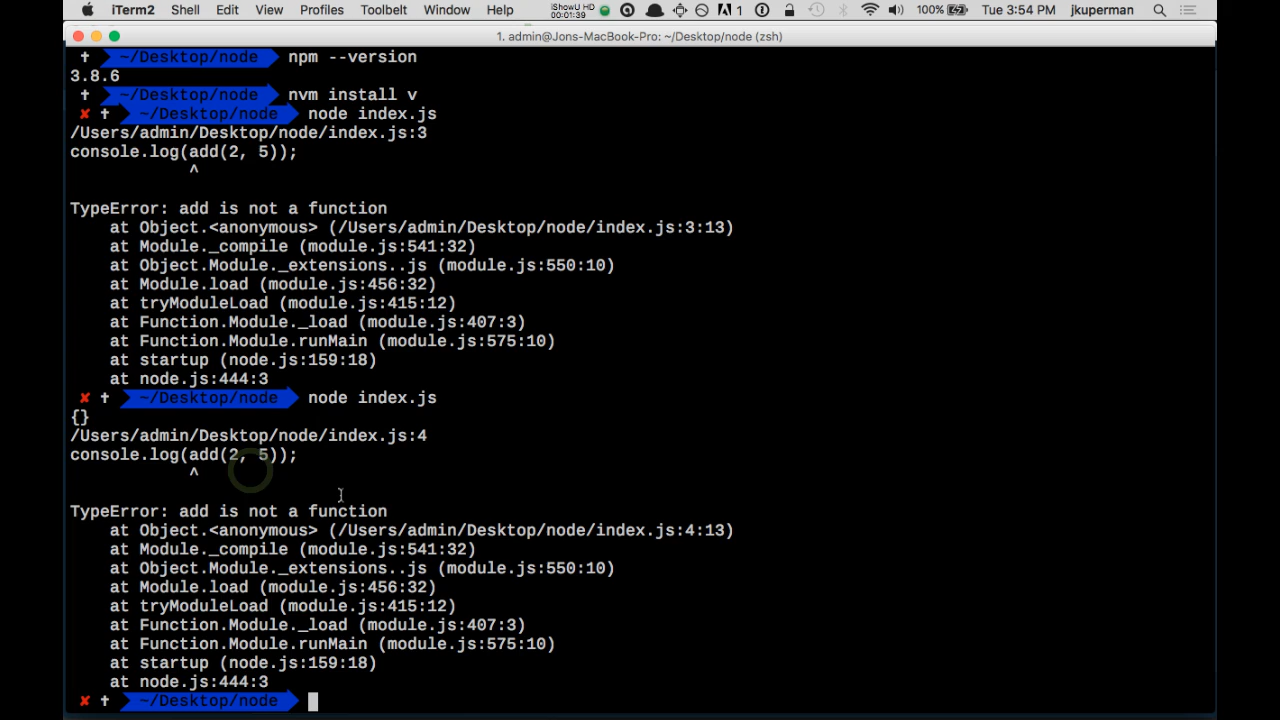 iTerm2 Shell Edit View Profiles Toolbelt Window Help iShowU HD 00:01:39 1 100% Tue 3:54 PM jkuperman
1. admin@Jons-MacBook-Pro: ~/Desktop/node (zsh)
✝ ~/Desktop/node npm --version
3.8.6
✝ ~/Desktop/node nvm install v
✘ ✝ ~/Desktop/node node index.js
/Users/admin/Desktop/node/index.js:3
console.log(add(2, 5));
^
TypeError: add is not a function
at Object.<anonymous> (/Users/admin/Desktop/node/index.js:3:13)
at Module._compile (module.js:541:32)
at Object.Module._extensions..js (module.js:550:10)
at Module.load (module.js:456:32)
at tryModuleLoad (module.js:415:12)
at Function.Module._load (module.js:407:3)
at Function.Module.runMain (module.js:575:10)
at startup (node.js:159:18)
at node.js:444:3
✘ ✝ ~/Desktop/node node index.js
{}
/Users/admin/Desktop/node/index.js:4
console.log(add(2, 5));
^
TypeError: add is not a function
at Object.<anonymous> (/Users/admin/Desktop/node/index.js:4:13)
at Module._compile (module.js:541:32)
at Object.Module._extensions..js (module.js:550:10)
at Module.load (module.js:456:32)
at tryModuleLoad (module.js:415:12)
at Function.Module._load (module.js:407:3)
at Function.Module.runMain (module.js:575:10)
at startup (node.js:159:18)
at node.js:444:3
✘ ✝ ~/Desktop/node